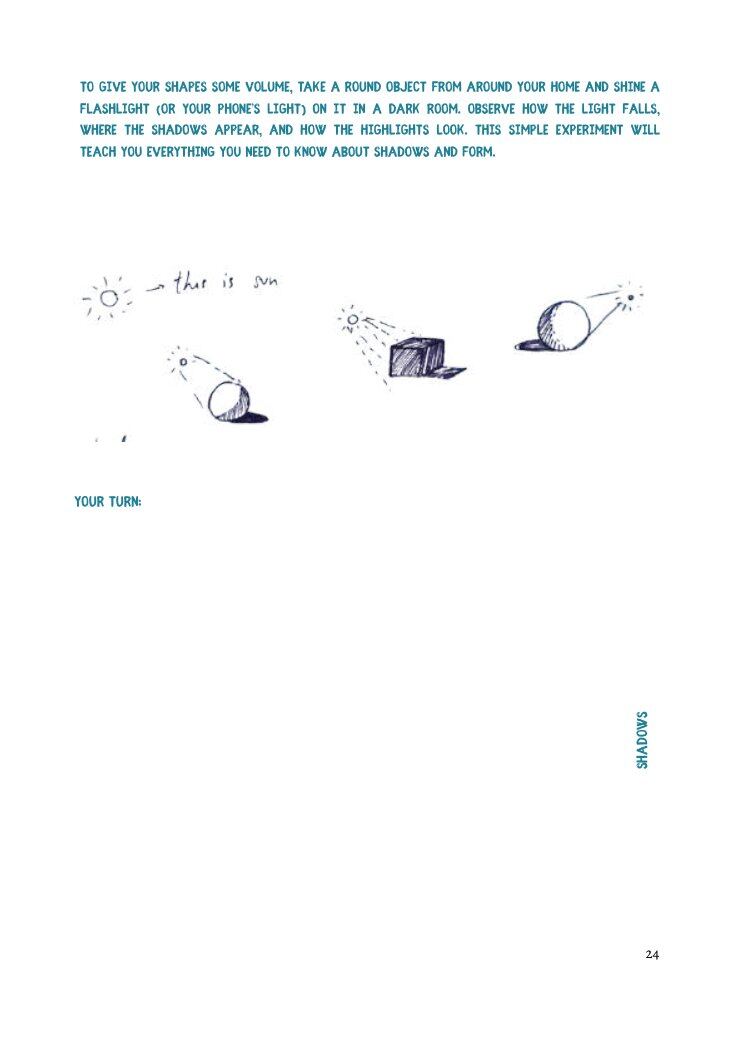 TO GIVE YOUR SHAPES SOME VOLUME, TAKE A ROUND OBJECT FROM AROUND YOUR HOME AND SHINE A
FLASHLIGHT (OR YOUR PHONE'S LIGHT) ON IT IN A DARK ROOM. OBSERVE HOW THE LIGHT FALLS,
WHERE THE SHADOWS APPEAR, AND HOW THE HIGHLIGHTS LOOK. THIS SIMPLE EXPERIMENT WILL
TEACH YOU EVERYTHING YOU NEED TO KNOW ABOUT SHADOWS AND FORM.
this is sun
YOUR TURN:
SHADOWS
24